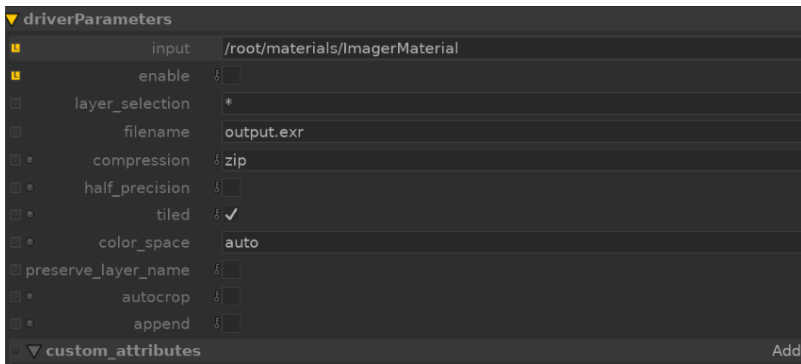 driverParameters
input /root/materials/ImagerMaterial
enable
layer_selection *
filename output.exr
compression zip
half_precision
tiled
color_space auto
preserve_layer_name
autocrop
append
custom_attributes Add